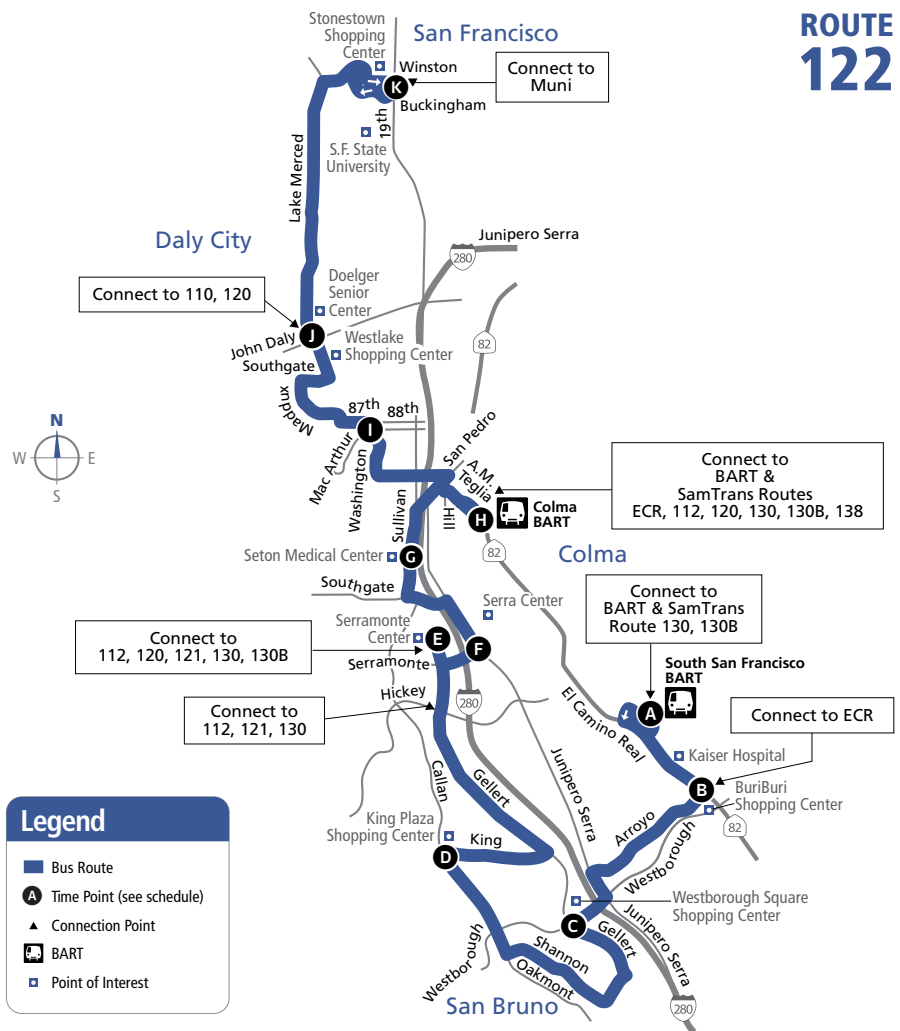 ROUTE
122
Stonestown
Shopping
Center
San Francisco
Winston
K
Connect to
Muni
Buckingham
19th
S.F. State
University
Lake Merced
Daly City
Junipero Serra
280
Connect to 110, 120
Doelger
Senior
Center
John Daly
J
Westlake
Shopping Center
82
Southgate
Maddux
87th
88th
I
N
W
E
S
Mac Arthur
Washington
San Pedro
A.M.
Teglia
Sullivan
Hill
H
Colma
BART
Connect to
BART &
SamTrans Routes
ECR, 112, 120, 130, 130B, 138
82
Colma
Seton Medical Center
G
Southgate
Serra Center
Connect to
BART & SamTrans
Route 130, 130B
Connect to
112, 120, 121, 130, 130B
Serramonte
Center
E
F
Serramonte
South San Francisco
BART
A
Hickey
280
El Camino Real
Connect to ECR
Connect to
112, 121, 130
Kaiser Hospital
Callan
Gellert
Junipero Serra
B
BuriBuri
Shopping Center
82
King Plaza
Shopping Center
King
D
Arroyo
Westborough
Westborough Square
Shopping Center
C
Gellert
Junipero Serra
Westborough
Shannon
Oakmont
San Bruno
280
Legend
Bus Route
A
Time Point (see schedule)
Connection Point
BART
Point of Interest